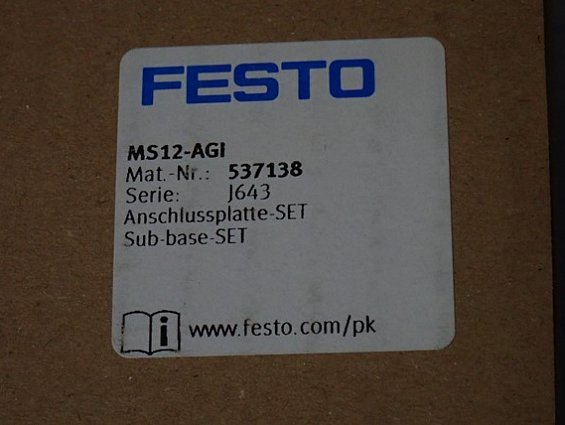 FESTO
MS12-AGI
Mat.-Nr.: 537138
Serie: J643
Anschlussplatte-SET
Sub-base-SET
i www.festo.com/pk